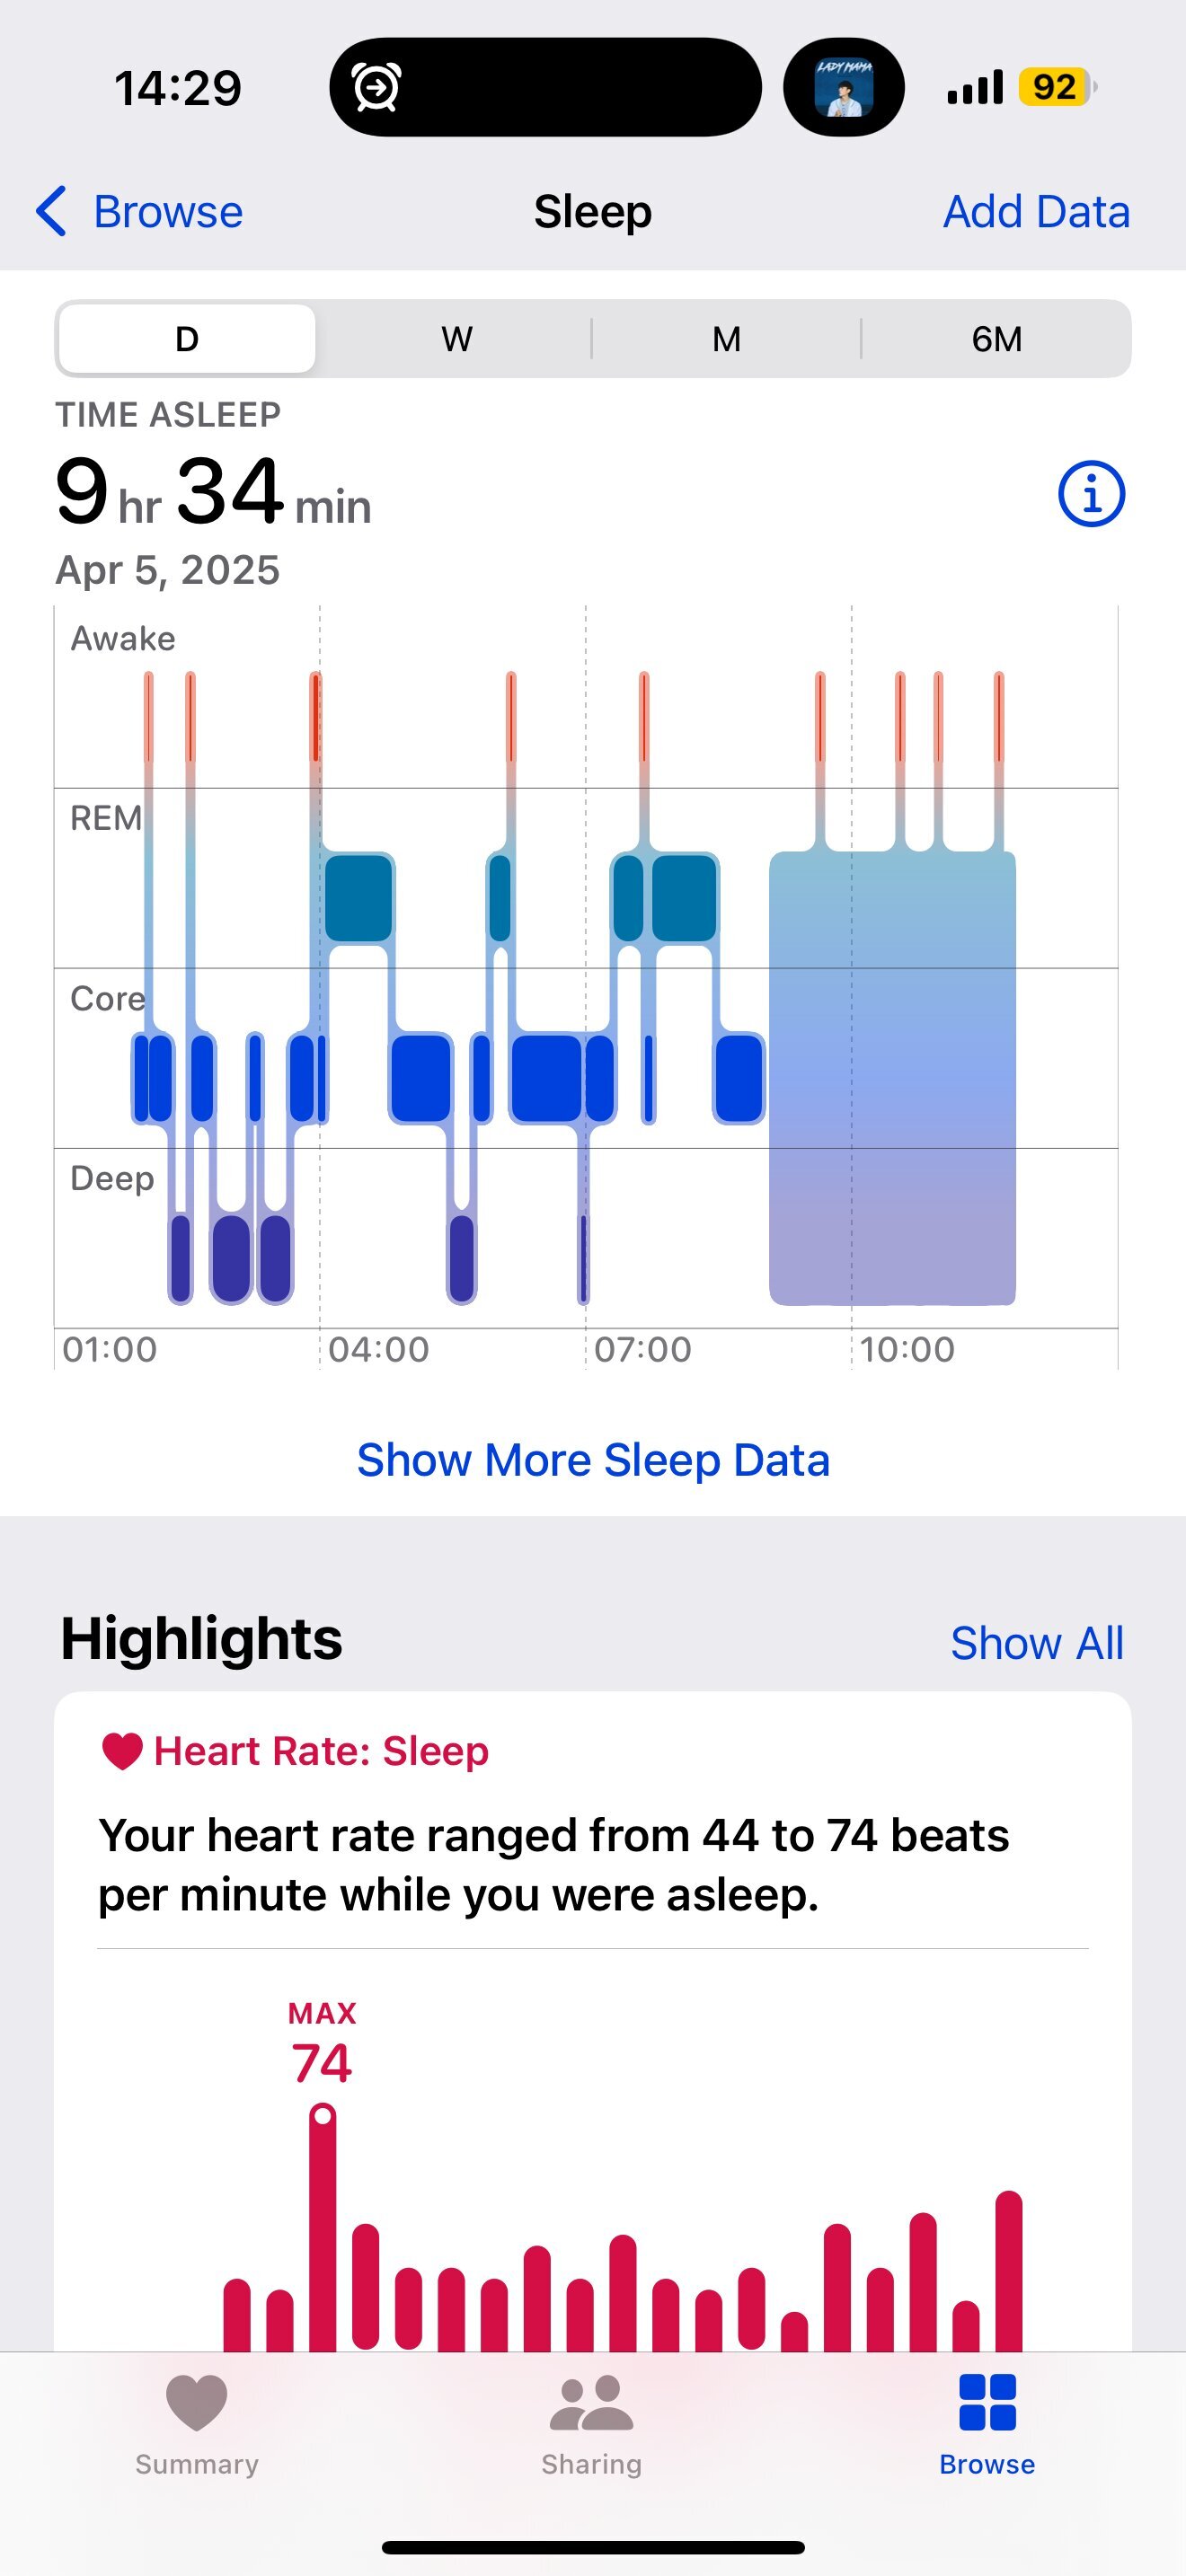 14:29
LADY MAMA
92
Browse
Sleep
Add Data
D
W
M
6M
TIME ASLEEP
9 hr 34 min
Apr 5, 2025
Awake
REM
Core
Deep
01:00
04:00
07:00
10:00
Show More Sleep Data
Highlights
Show All
Heart Rate: Sleep
Your heart rate ranged from 44 to 74 beats
per minute while you were asleep.
MAX
74
Summary
Sharing
Browse